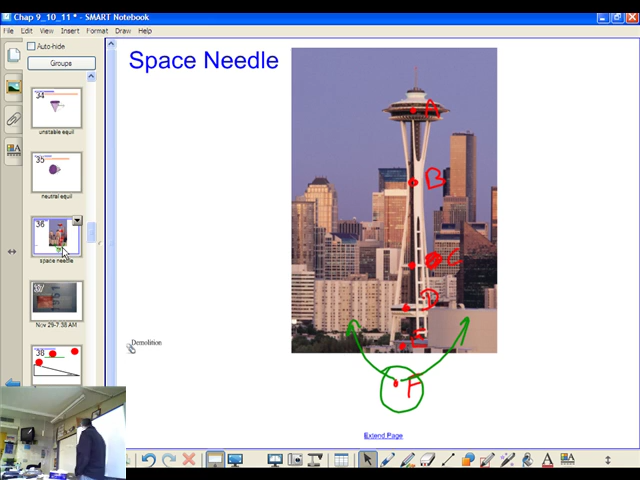 Chap 9_10_11 * - SMART Notebook
File Edit View Insert Format Draw Help
Auto-hide
Groups
34
unstable equil
35
neutral equil
36
space needle
37
Nov 29-7:38 AM
38
Space Needle
A
B
C
D
E
F
Demolition
Extend Page